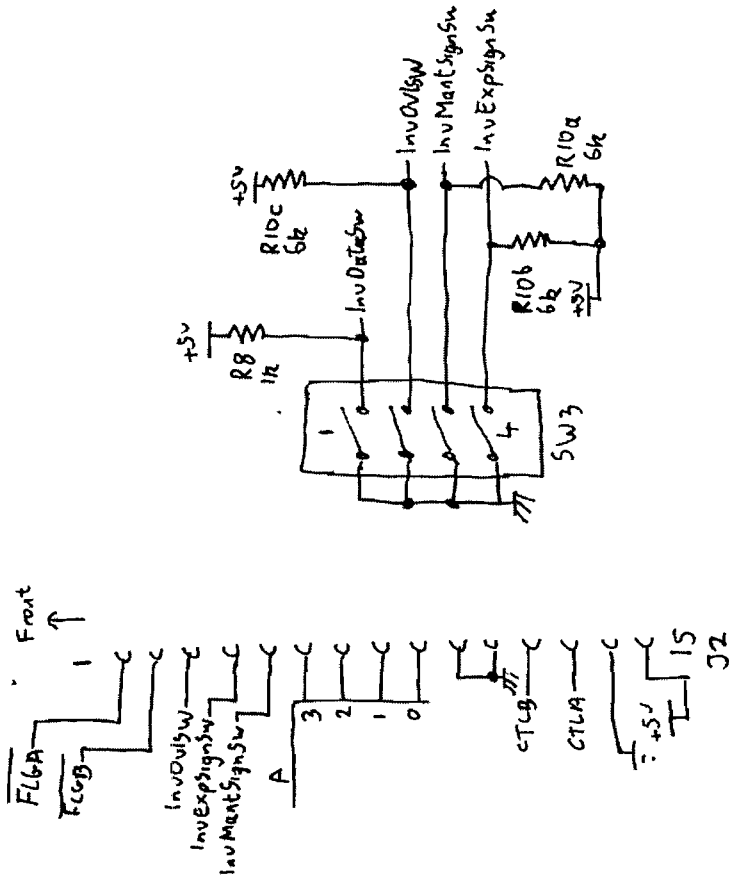 +5V
R10c
6k
InvOvlSW
InvMantSignSW
InvExpSignSW
R10a
6k
R10b
6k
+5V
+5V
R8
1k
InvDataSW
1
4
SW3
Front
1
FLGA
FLGB
InvOvlSW
InvExpSignSW
InvMantSignSW
A
3
2
1
0
CTLB
CTLA
+5V
15
J2